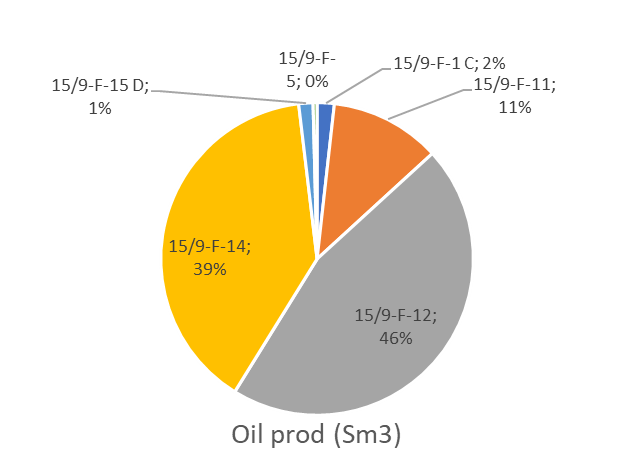 15/9-F-
5; 0%
15/9-F-1 C; 2%
15/9-F-15 D;
1%
15/9-F-11;
11%
15/9-F-14;
39%
15/9-F-12;
46%
Oil prod (Sm3)